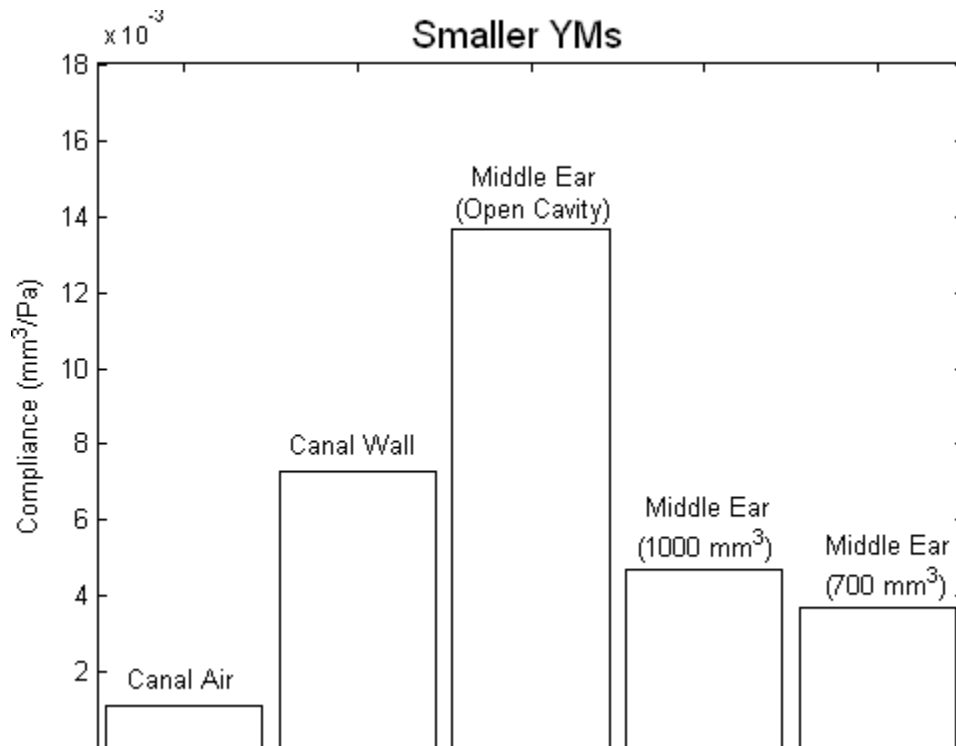 x 10⁻³
Smaller YMs
18
16
14
12
10
8
6
4
2
Compliance (mm³/Pa)
Canal Air
Canal Wall
Middle Ear
(Open Cavity)
Middle Ear
(1000 mm³)
Middle Ear
(700 mm³)